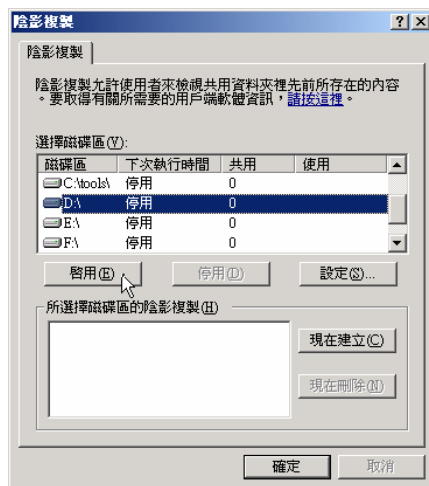 陰影複製
陰影複製
陰影複製允許使用者來檢視共用資料夾裡先前所存在的內容
。要取得有關所需要的用戶端軟體資訊，請按這裡。
選擇磁碟區(V):
磁碟區 下次執行時間 共用 使用
C:\tools\ 停用 0
D:\ 停用 0
E:\ 停用 0
F:\ 停用 0
啓用(E) 停用(D) 設定(S)...
所選擇磁碟區的陰影複製(H)
現在建立(C)
現在刪除(N)
確定 取消